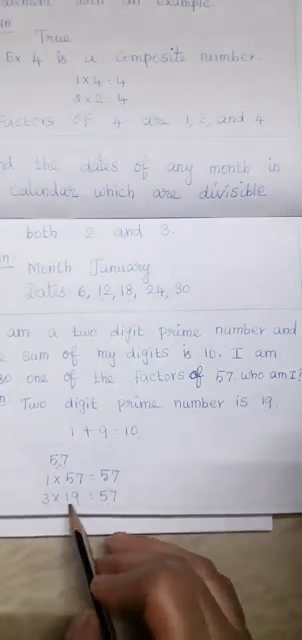 with an example.
True
Ex 4 is a composite number.
1 x 4 = 4
2 x 2 = 4
Factors of 4 are 1, 2, and 4
the dates of any month in
calendar which are divisible
both 2 and 3.
Month January
Dates 6, 12, 18, 24, 30
am a two digit prime number and
sum of my digits is 10. I am
one of the factors of 57. who am I?
Two digit prime number is 19.
1 + 9 = 10
57
1 x 57 = 57
3 x 19 = 57